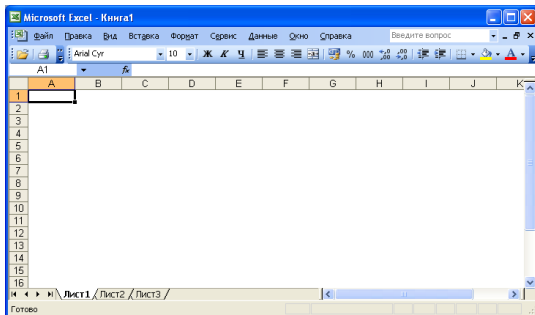 Microsoft Excel - Книга1
Файл Правка Вид Вставка Формат Сервис Данные Окно Справка Введите вопрос
Arial Cyr 10 Ж К Ч % 000
A1 fx
A B C D E F G H I J K
1
2
3
4
5
6
7
8
9
10
11
12
13
14
15
16
Лист1 Лист2 Лист3
Готово